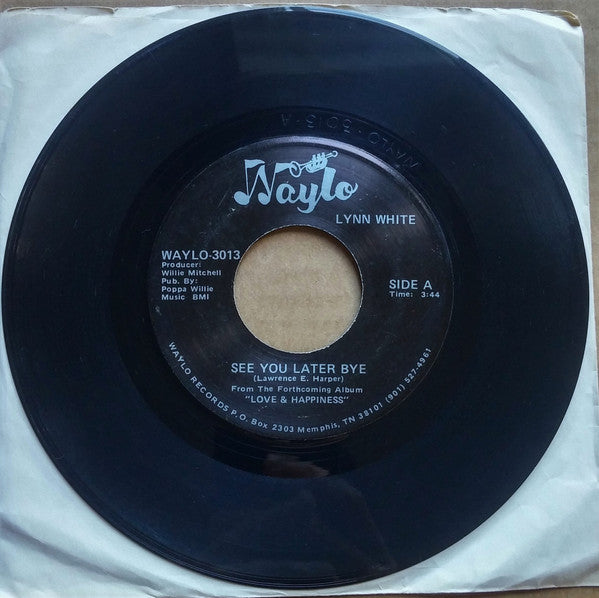 WAYLO-3013-A
Waylo
LYNN WHITE
WAYLO-3013
Producer:
Willie Mitchell
Pub. By:
Poppa Willie
Music BMI
SIDE A
Time: 3:44
SEE YOU LATER BYE
(Lawrence E. Harper)
From The Forthcoming Album
"LOVE & HAPPINESS"
WAYLO RECORDS P.O. Box 2303 Memphis, TN 38101 (901) 527-4961